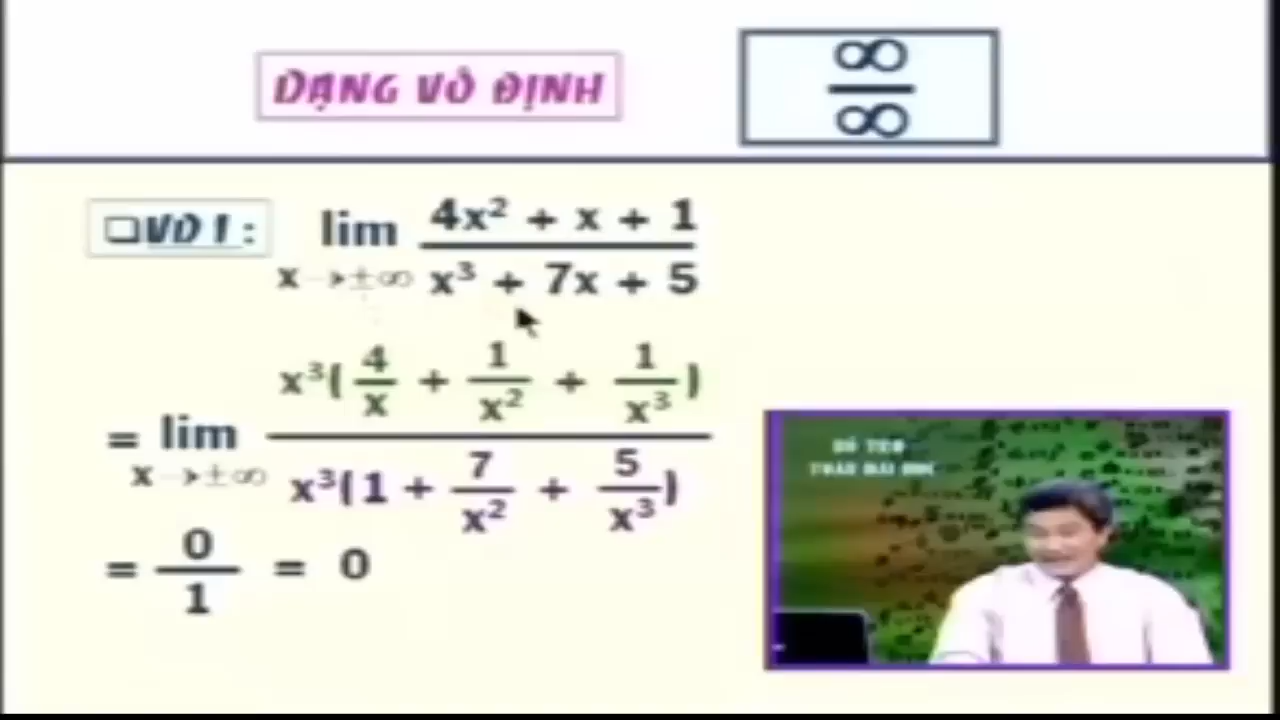 DẠNG VÔ ĐỊNH
∞/∞
❑VD 1 : lim x→±∞ (4x² + x + 1)/(x³ + 7x + 5)
= lim x→±∞ x³(4/x + 1/x² + 1/x³)/x³(1 + 7/x² + 5/x³)
= 0/1 = 0